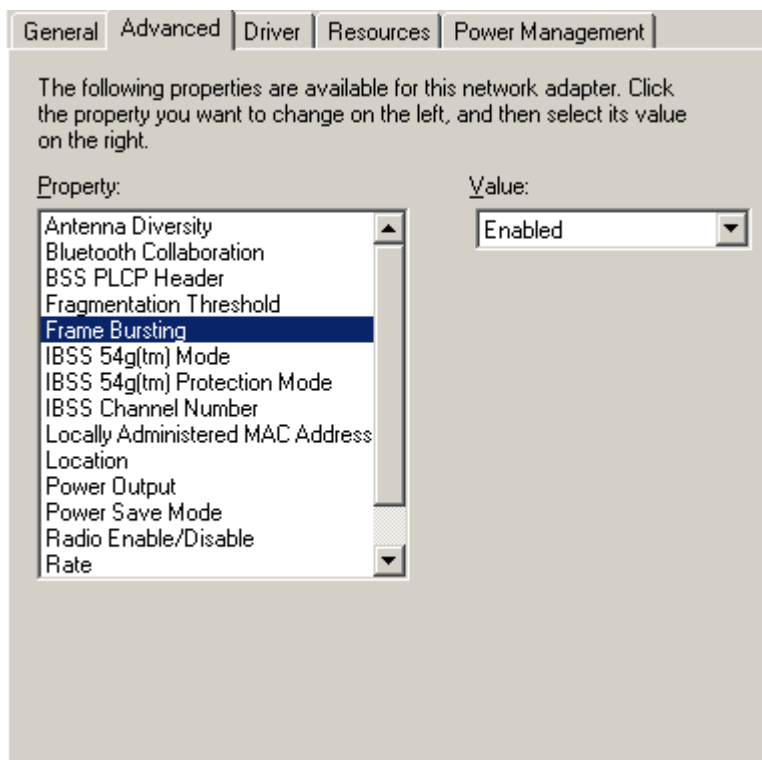 General Advanced Driver Resources Power Management
The following properties are available for this network adapter. Click
the property you want to change on the left, and then select its value
on the right.
Property: Value:
Antenna Diversity Enabled
Bluetooth Collaboration
BSS PLCP Header
Fragmentation Threshold
Frame Bursting
IBSS 54g(tm) Mode
IBSS 54g(tm) Protection Mode
IBSS Channel Number
Locally Administered MAC Address
Location
Power Output
Power Save Mode
Radio Enable/Disable
Rate